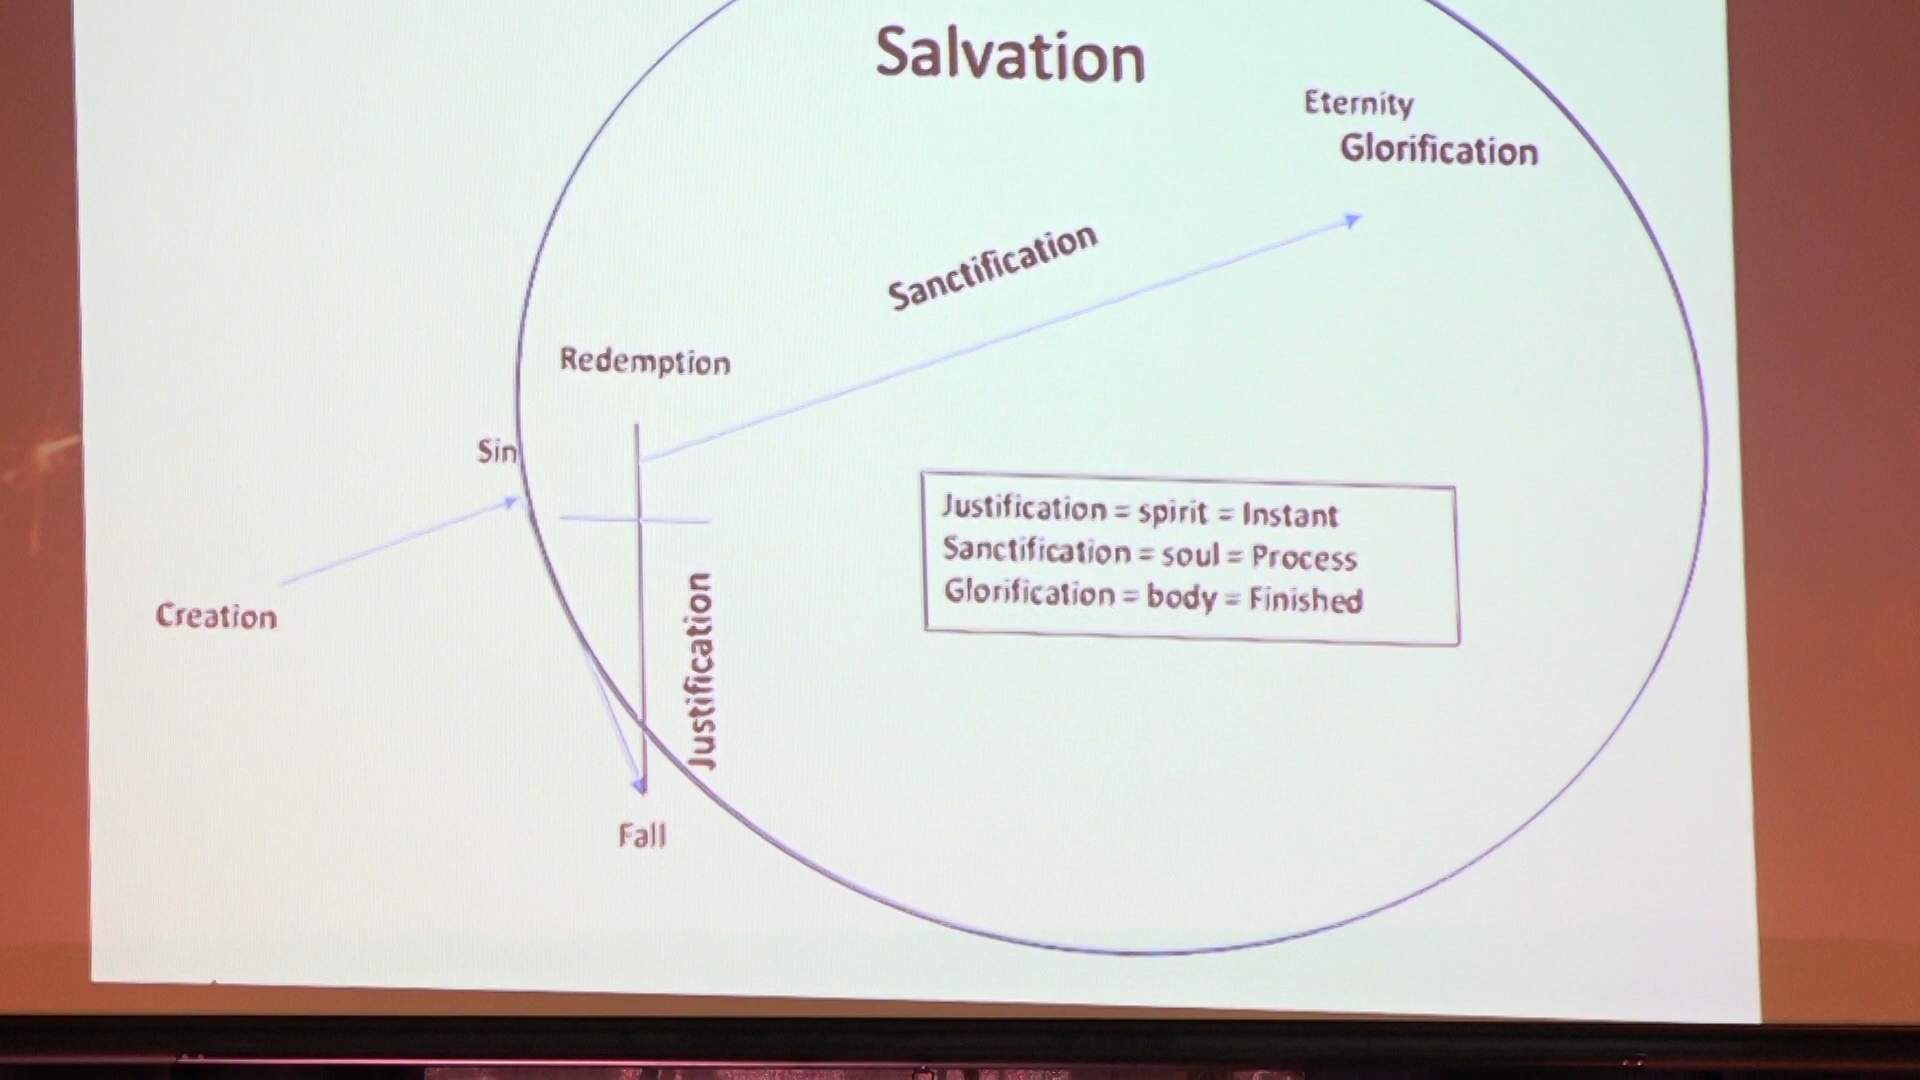 Salvation
Eternity
Glorification
Sanctification
Redemption
Sin
Justification = spirit = Instant
Sanctification = soul = Process
Glorification = body = Finished
Creation
Justification
Fall